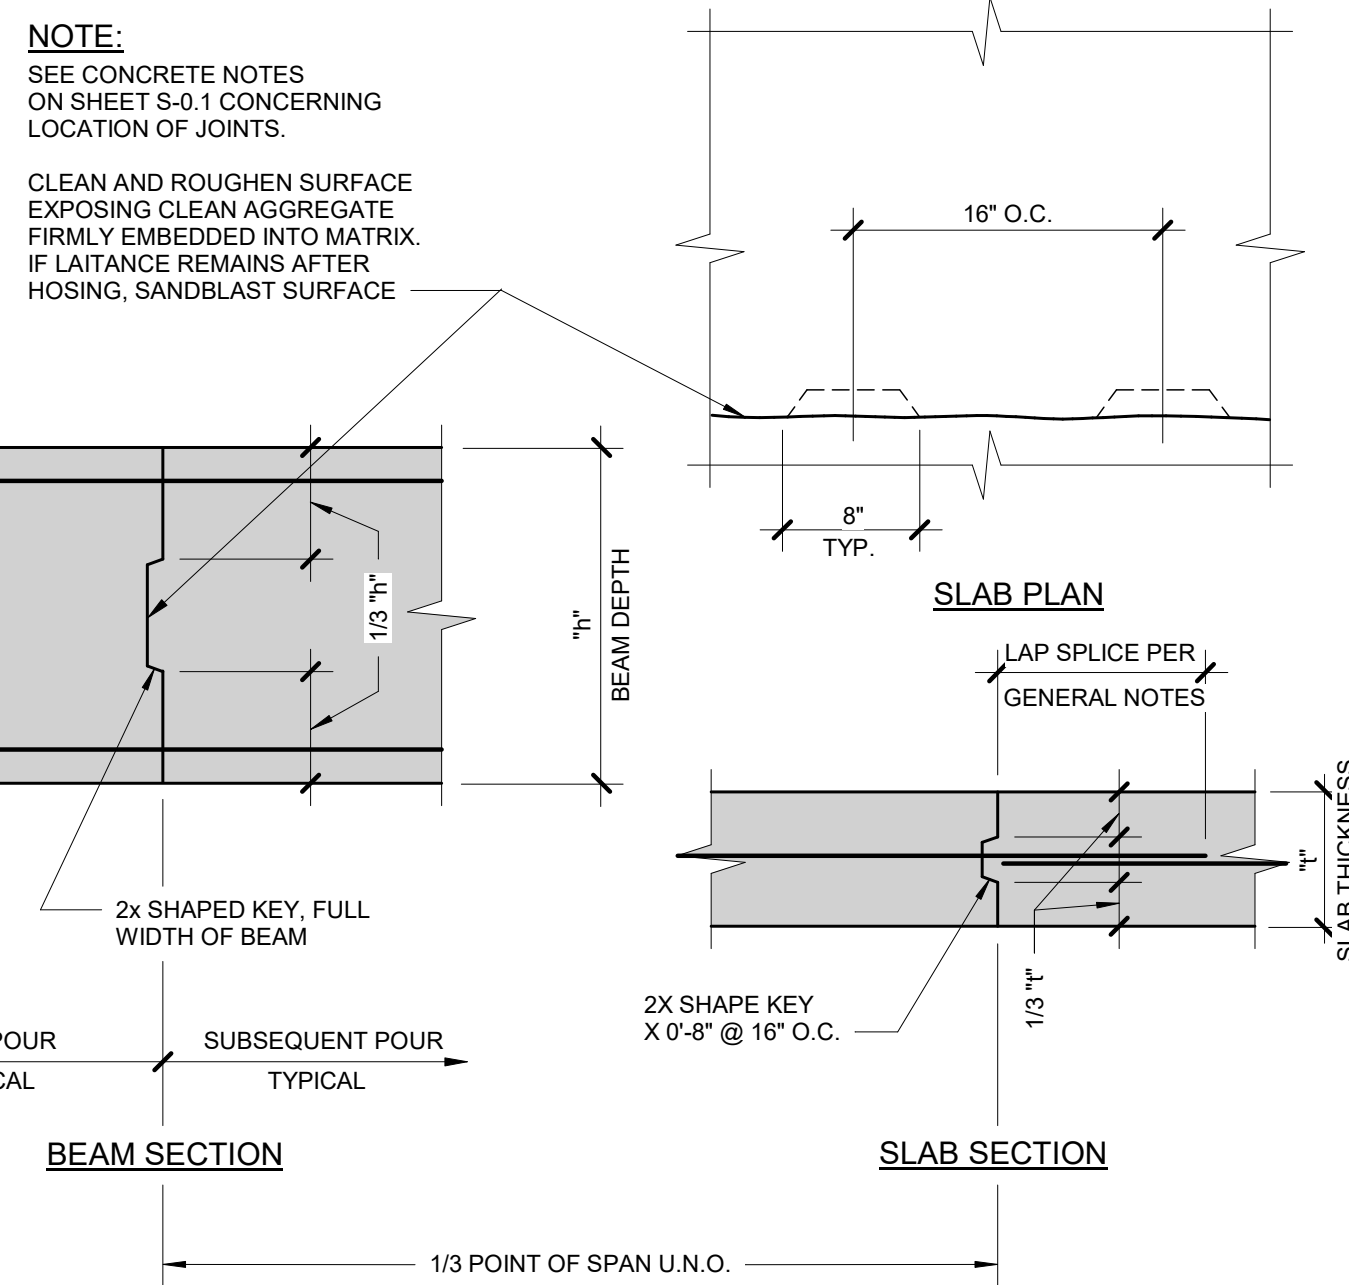 NOTE:
SEE CONCRETE NOTES
ON SHEET S-0.1 CONCERNING
LOCATION OF JOINTS.
CLEAN AND ROUGHEN SURFACE
EXPOSING CLEAN AGGREGATE
FIRMLY EMBEDDED INTO MATRIX.
IF LAITANCE REMAINS AFTER
HOSING, SANDBLAST SURFACE
16" O.C.
8"
TYP.
SLAB PLAN
1/3 "h"
"h"
BEAM DEPTH
2x SHAPED KEY, FULL
WIDTH OF BEAM
POUR
CAL
SUBSEQUENT POUR
TYPICAL
BEAM SECTION
LAP SPLICE PER
GENERAL NOTES
"t"
SLAB THICKNESS
1/3 "t"
2X SHAPE KEY
X 0'-8" @ 16" O.C.
SLAB SECTION
1/3 POINT OF SPAN U.N.O.